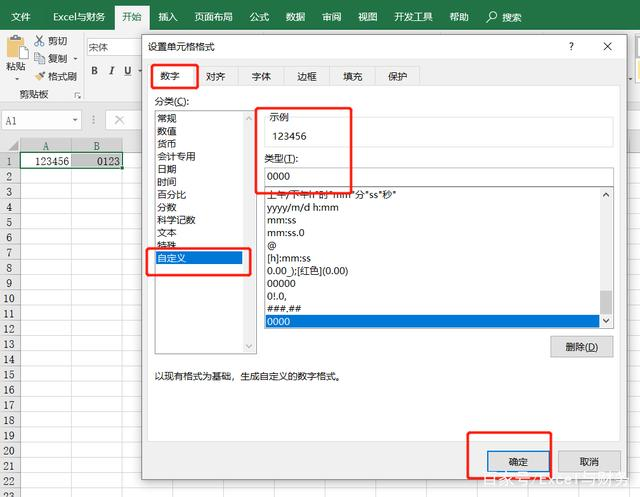 文件 Excel与财务 开始 插入 页面布局 公式 数据 审阅 视图 开发工具 帮助 搜索
粘贴
剪切
复制
格式刷
剪贴板
宋体
B I U
A1
A B
1 123456 0123
2
3
4
5
6
7
8
9
10
11
12
13
14
15
16
17
18
19
20
21
22
设置单元格格式 ?
数字 对齐 字体 边框 填充 保护
分类(C):
常规
数值
货币
会计专用
日期
时间
百分比
分数
科学记数
文本
特殊
自定义
示例
123456
类型(T):
0000
上午/下午h"时"mm"分"ss"秒"
yyyy/m/d h:mm
mm:ss
mm:ss.0
@
[h]:mm:ss
0.00_);[红色](0.00)
00000
0!.0,
###.##
0000
删除(D)
以现有格式为基础，生成自定义的数字格式。
确定 取消
百家号/Excel与财务